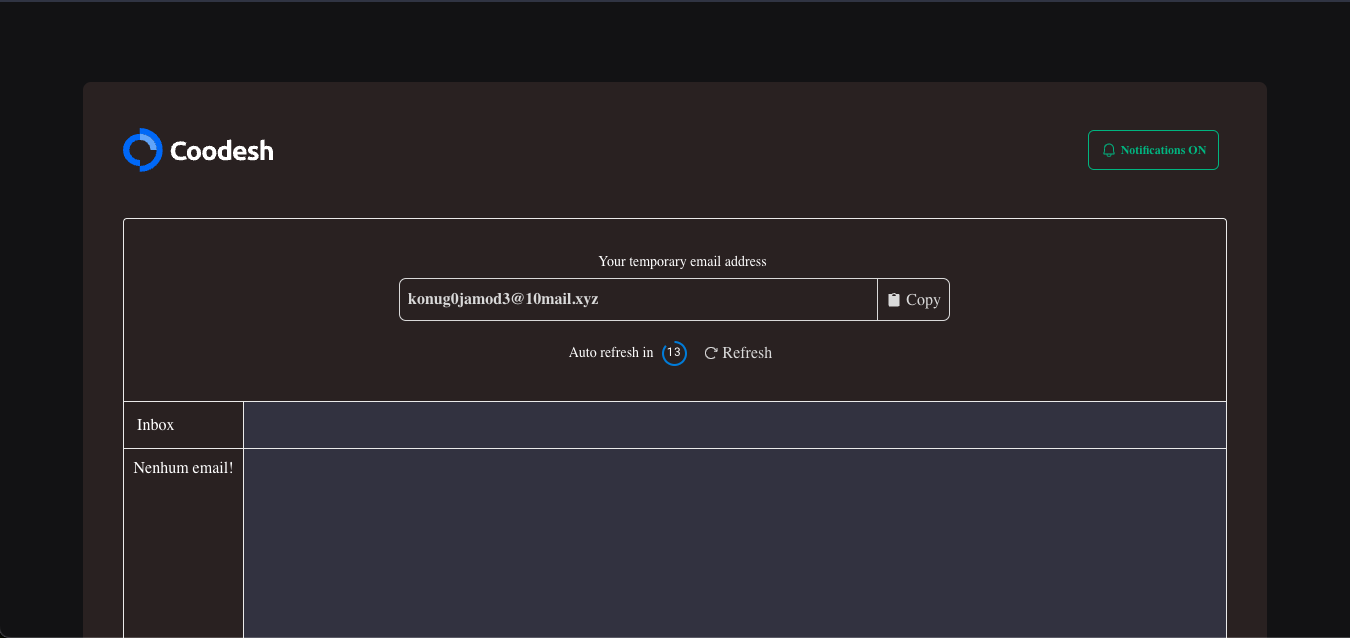 Coodesh
Notifications ON
Your temporary email address
konug0jamod3@10mail.xyz
Copy
Auto refresh in 13 Refresh
Inbox
Nenhum email!